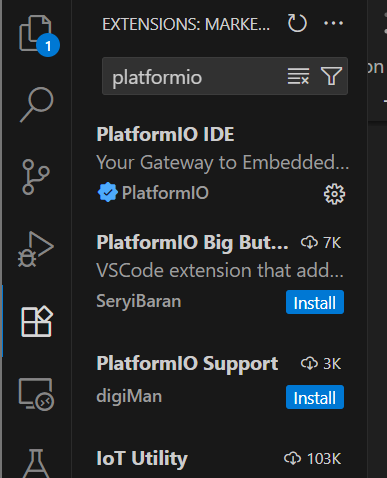 EXTENSIONS: MARKE...
1
platformio
on
PlatformIO IDE
Your Gateway to Embedded...
PlatformIO
PlatformIO Big But... 7K
VSCode extension that add...
SeryiBaran Install
PlatformIO Support 3K
digiMan Install
IoT Utility 103K